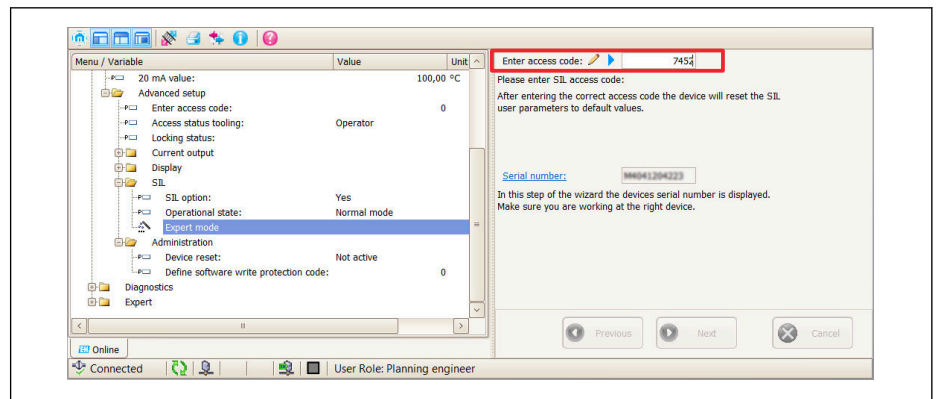 Menu / Variable Value Unit
20 mA value: 100,00 °C
Advanced setup
Enter access code: 0
Access status tooling: Operator
Locking status:
Current output
Display
SIL
SIL option: Yes
Operational state: Normal mode
Expert mode
Administration
Device reset: Not active
Define software write protection code: 0
Diagnostics
Expert
Online
Enter access code: 7452
Please enter SIL access code:
After entering the correct access code the device will reset the SIL
user parameters to default values.
Serial number:
In this step of the wizard the devices serial number is displayed.
Make sure you are working at the right device.
Previous Next Cancel
Connected User Role: Planning engineer